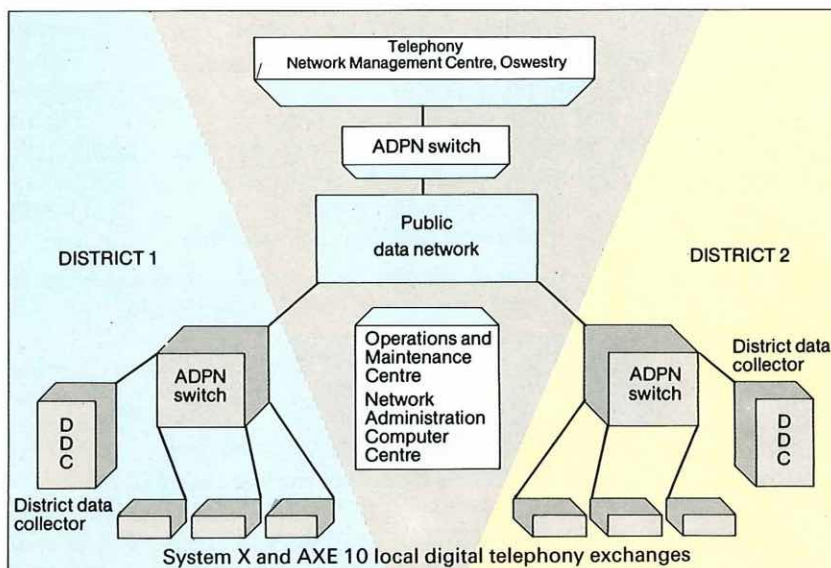 Telephony
Network Management Centre, Oswestry
ADPN switch
Public
data network
DISTRICT 1
DISTRICT 2
Operations and
Maintenance
Centre
Network
Administration
Computer
Centre
ADPN
switch
D
D
C
District data
collector
ADPN
switch
District data
collector
D
D
C
System X and AXE 10 local digital telephony exchanges